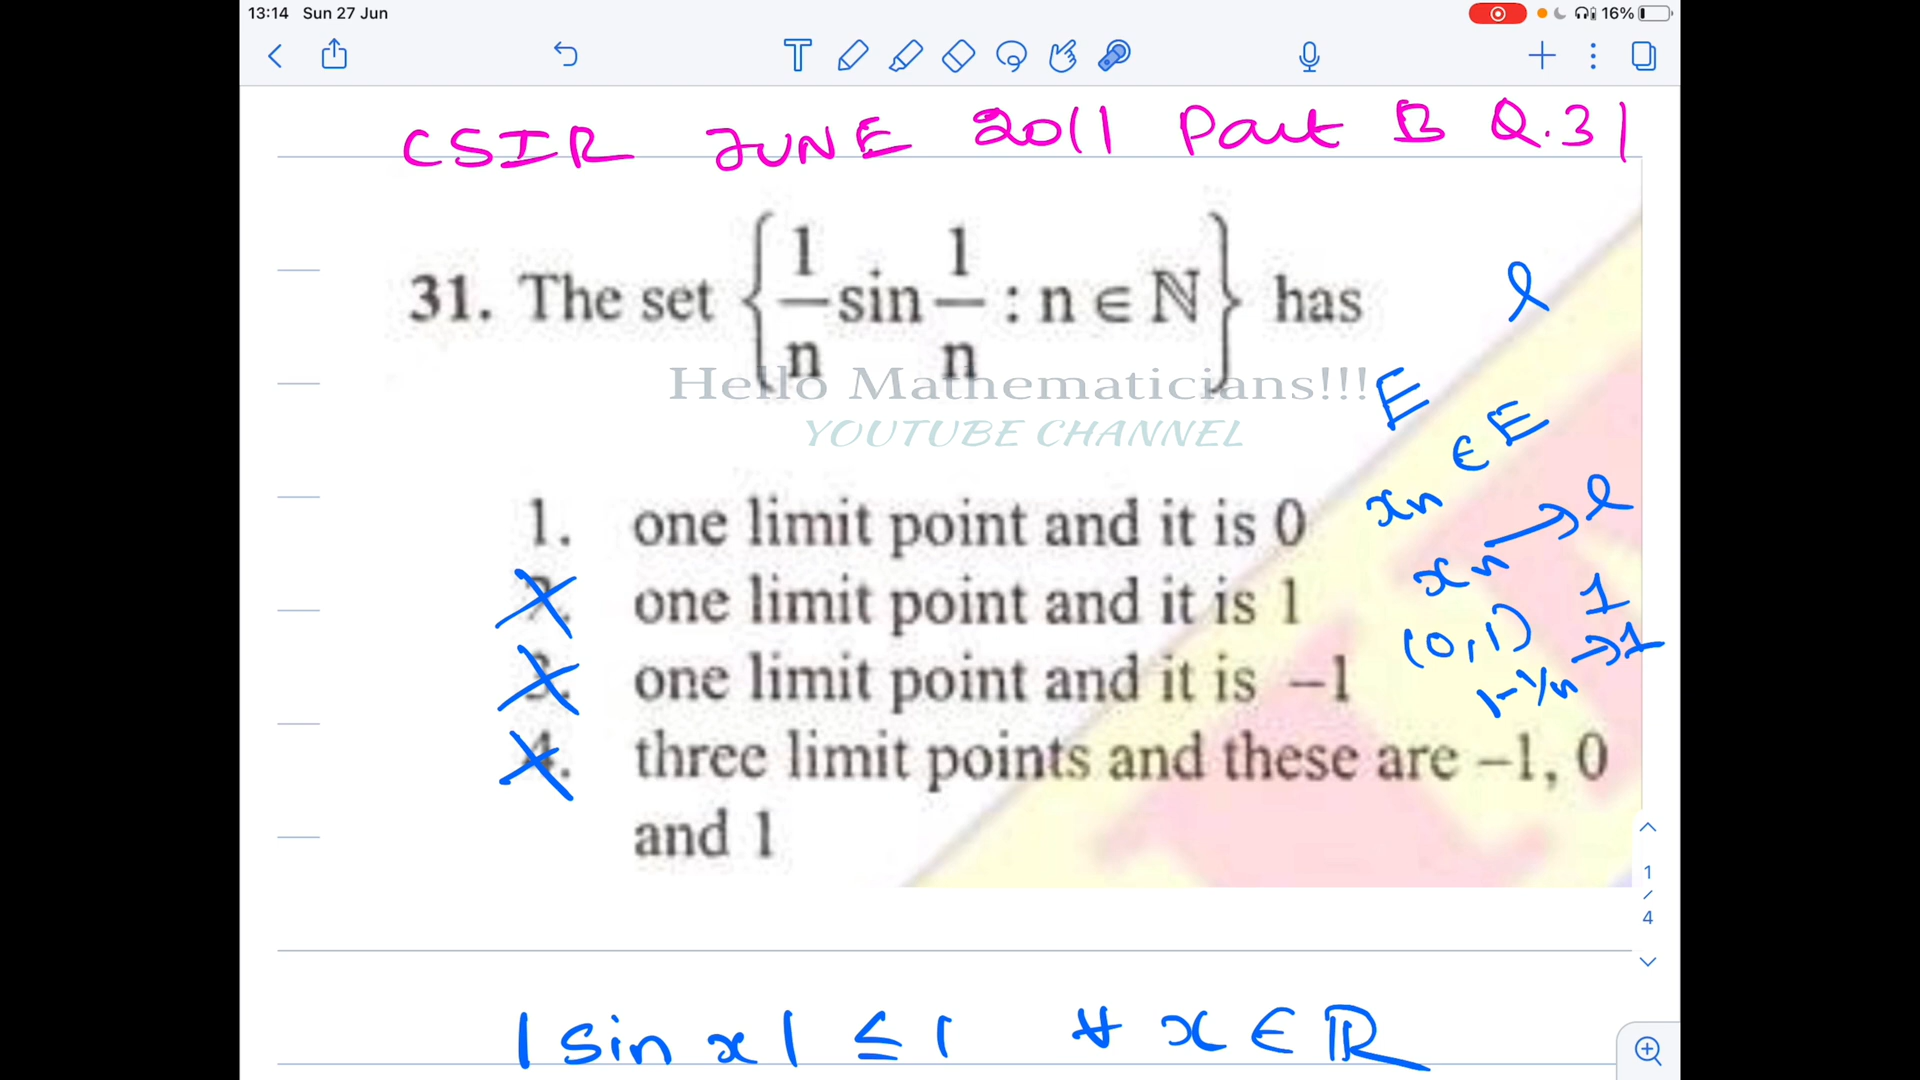 13:14 Sun 27 Jun 16%
CSIR JUNE 2011 Part B Q.31
31. The set {1/n sin 1/n : n ∈ ℕ} has
l
Hello Mathematicians!!!
YOUTUBE CHANNEL
E
xn ∈ E
xn → l
1. one limit point and it is 0
2. one limit point and it is 1
1
(0,1)
1-1/n → 1
3. one limit point and it is −1
4. three limit points and these are −1, 0
and 1
1
/
4
|sin x| ≤ 1 ∀ x ∈ ℝ